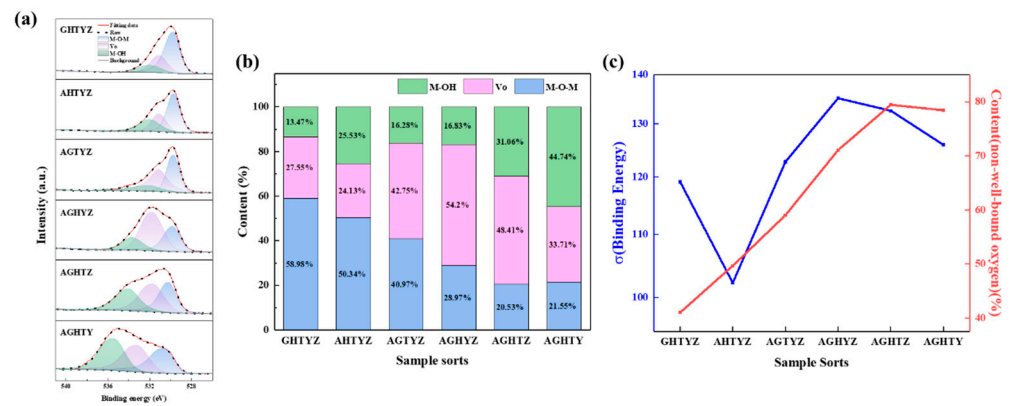 (a)
GHTYZ
Fitting data
Raw
Vo
M-O-M
M-OH
Background
AHTYZ
AGTYZ
AGHYZ
AGHTZ
AGHTY
Intensity (a.u.)
540 536 532 528
Binding energy (eV)
(b)
M-OH Vo M-O-M
100
80
60
40
20
0
Content (%)
13.47% 25.53% 16.28% 16.83% 31.06% 44.74%
27.55% 24.13% 42.75% 54.2% 48.41% 33.71%
58.98% 50.34% 40.97% 28.97% 20.53% 21.55%
GHTYZ AHTYZ AGTYZ AGHYZ AGHTZ AGHTY
Sample sorts
(c)
140
130
120
110
100
σ(Binding Energy)
80
70
60
50
40
Content(non-well-bound oxygen)(%)
GHTYZ AHTYZ AGTYZ AGHYZ AGHTZ AGHTY
Sample Sorts